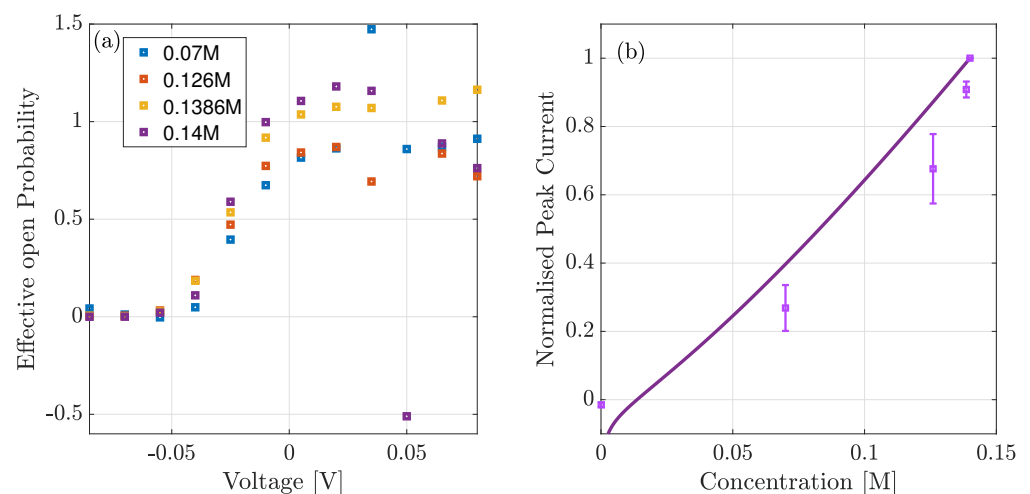 (a)
0.07M
0.126M
0.1386M
0.14M
1.5
1
0.5
0
-0.5
Effective open Probability
-0.05
0
0.05
Voltage [V]
(b)
1
0.8
0.6
0.4
0.2
0
Normalised Peak Current
0
0.05
0.1
0.15
Concentration [M]